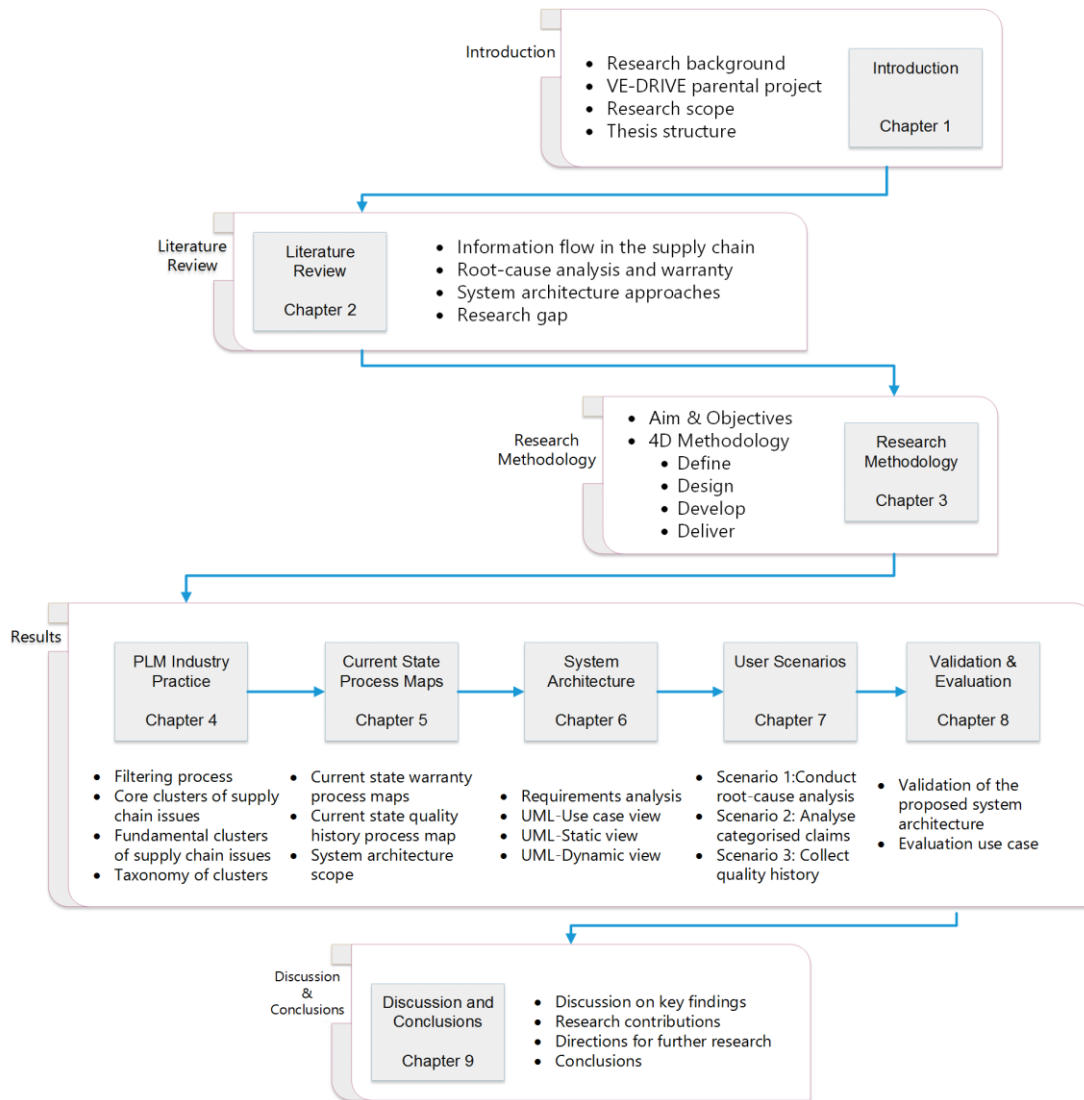 Introduction
• Research background
• VE-DRIVE parental project
• Research scope
• Thesis structure
Introduction
Chapter 1
Literature
Review
Literature
Review
Chapter 2
• Information flow in the supply chain
• Root-cause analysis and warranty
• System architecture approaches
• Research gap
Research
Methodology
• Aim & Objectives
• 4D Methodology
• Define
• Design
• Develop
• Deliver
Research
Methodology
Chapter 3
Results
PLM Industry
Practice
Chapter 4
• Filtering process
• Core clusters of supply
chain issues
• Fundamental clusters
of supply chain issues
• Taxonomy of clusters
Current State
Process Maps
Chapter 5
• Current state warranty
process maps
• Current state quality
history process map
• System architecture
scope
System
Architecture
Chapter 6
• Requirements analysis
• UML-Use case view
• UML-Static view
• UML-Dynamic view
User Scenarios
Chapter 7
• Scenario 1:Conduct
root-cause analysis
• Scenario 2: Analyse
categorised claims
• Scenario 3: Collect
quality history
Validation &
Evaluation
Chapter 8
• Validation of the
proposed system
architecture
• Evaluation use case
Discussion
&
Conclusions
Discussion and
Conclusions
Chapter 9
• Discussion on key findings
• Research contributions
• Directions for further research
• Conclusions